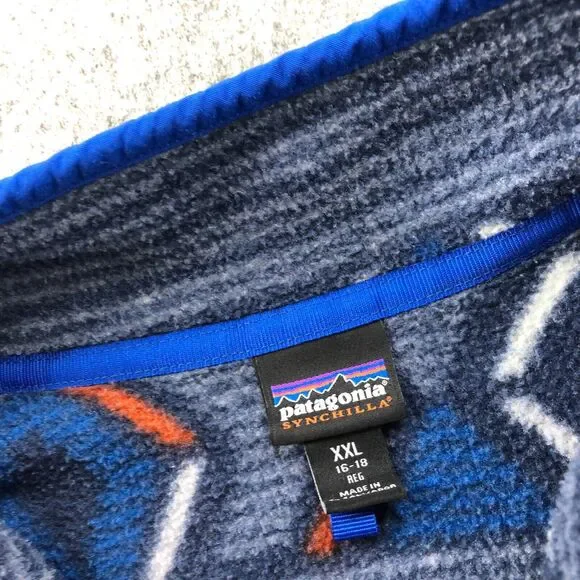 patagonia®
SYNCHILLA®
XXL
16-18
REG
MADE IN